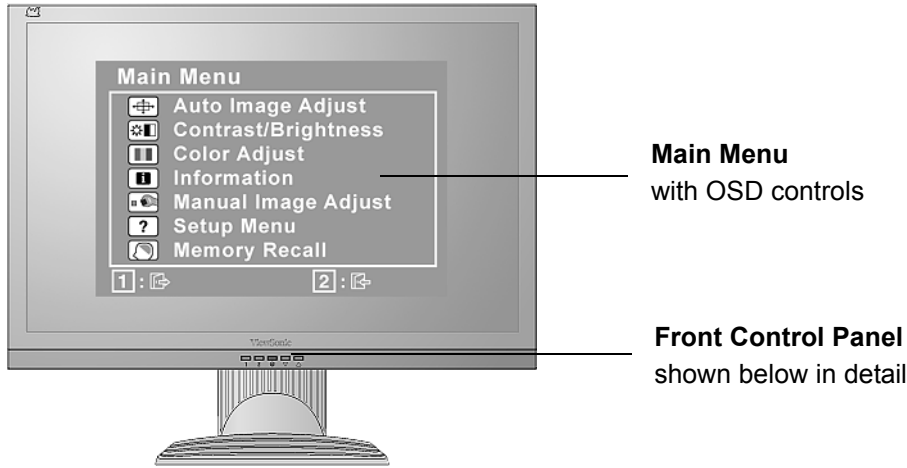 Main Menu
Auto Image Adjust
Contrast/Brightness
Color Adjust
Information
Manual Image Adjust
Setup Menu
Memory Recall
1 : 2 :
ViewSonic
Main Menu
with OSD controls
Front Control Panel
shown below in detail